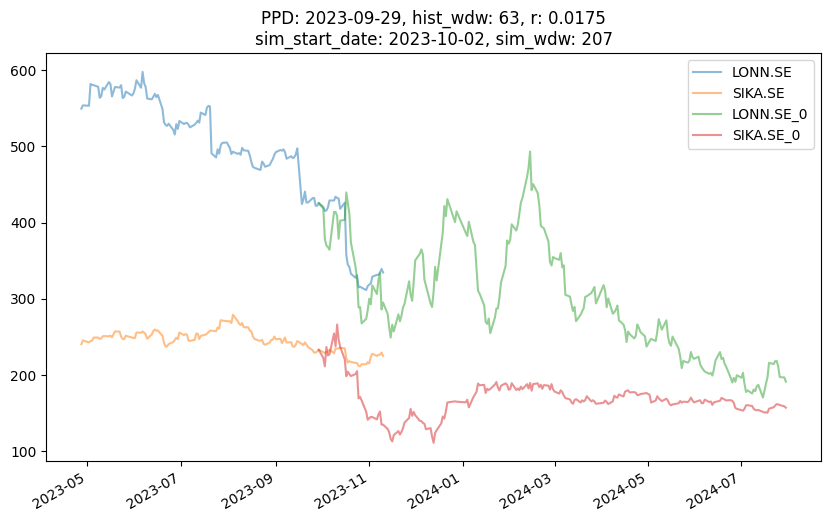 PPD: 2023-09-29, hist_wdw: 63, r: 0.0175
sim_start_date: 2023-10-02, sim_wdw: 207
LONN.SE
SIKA.SE
LONN.SE_0
SIKA.SE_0
600
500
400
300
200
100
2023-05
2023-07
2023-09
2023-11
2024-01
2024-03
2024-05
2024-07